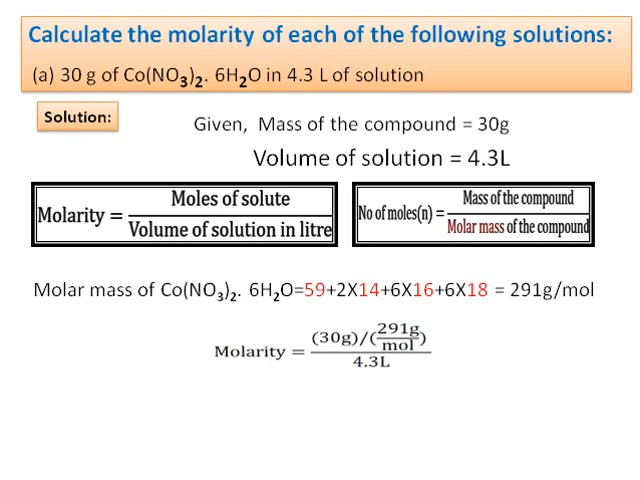 Calculate the molarity of each of the following solutions:
(a) 30 g of Co(NO₃)₂. 6H₂O in 4.3 L of solution
Solution:
Given, Mass of the compound = 30g
Volume of solution = 4.3L
Molarity = Moles of solute / Volume of solution in litre
No of moles(n) = Mass of the compound / Molar mass of the compound
Molar mass of Co(NO₃)₂. 6H₂O=59+2X14+6X16+6X18 = 291g/mol
Molarity = (30g)/(291g/mol) / 4.3L